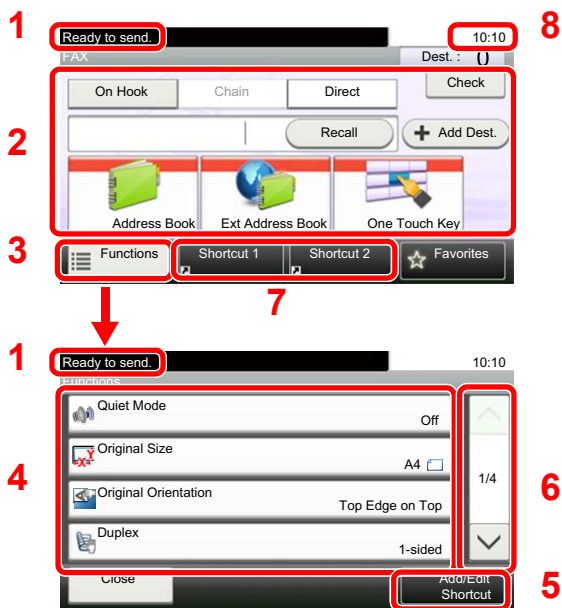 1 Ready to send. 10:10 8
FAX Dest. : ()
On Hook Chain Direct Check
2 Recall Add Dest.
Address Book Ext Address Book One Touch Key
3 Functions Shortcut 1 Shortcut 2 Favorites
7
1 Ready to send. 10:10
Functions
Quiet Mode
Off
Original Size
A4
4 1/4 6
Original Orientation
Top Edge on Top
Duplex
1-sided
Close Add/Edit
Shortcut 5